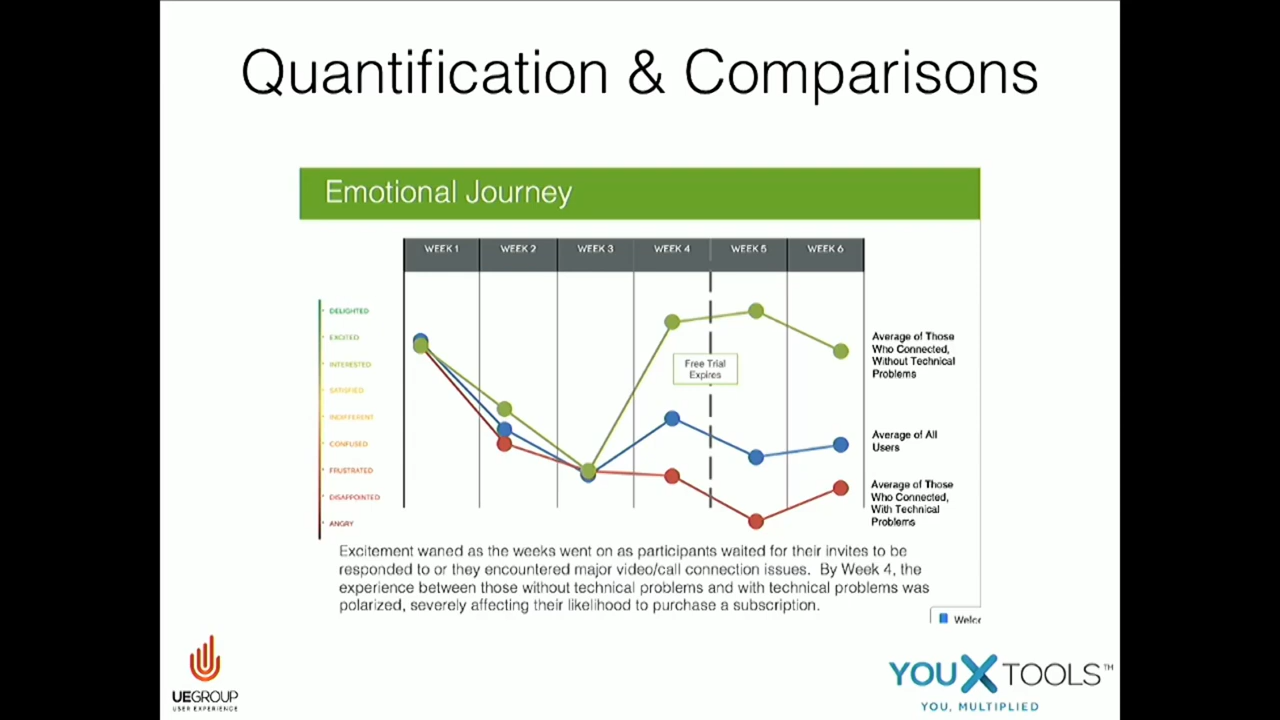 Quantification & Comparisons
Emotional Journey
WEEK 1
WEEK 2
WEEK 3
WEEK 4
WEEK 5
WEEK 6
DELIGHTED
EXCITED
INTERESTED
SATISFIED
INDIFFERENT
CONFUSED
FRUSTRATED
DISAPPOINTED
ANGRY
Free Trial
Expires
Average of Those
Who Connected,
Without Technical
Problems
Average of All
Users
Average of Those
Who Connected,
With Technical
Problems
Excitement waned as the weeks went on as participants waited for their invites to be
responded to or they encountered major video/call connection issues. By Week 4, the
experience between those without technical problems and with technical problems was
polarized, severely affecting their likelihood to purchase a subscription.
Welc
UEGROUP
USER EXPERIENCE
YOUXTOOLS™
YOU, MULTIPLIED